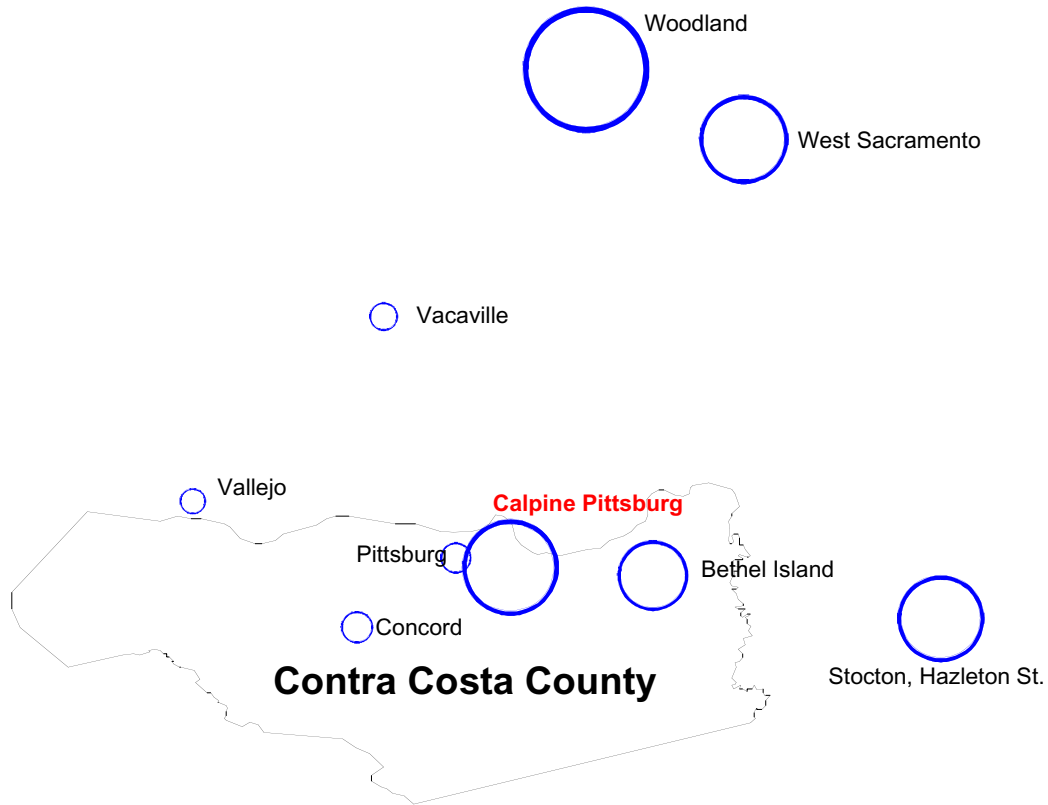 Woodland
West Sacramento
Vacaville
Vallejo
Calpine Pittsburg
Pittsburg
Bethel Island
Concord
Stocton, Hazleton St.
Contra Costa County